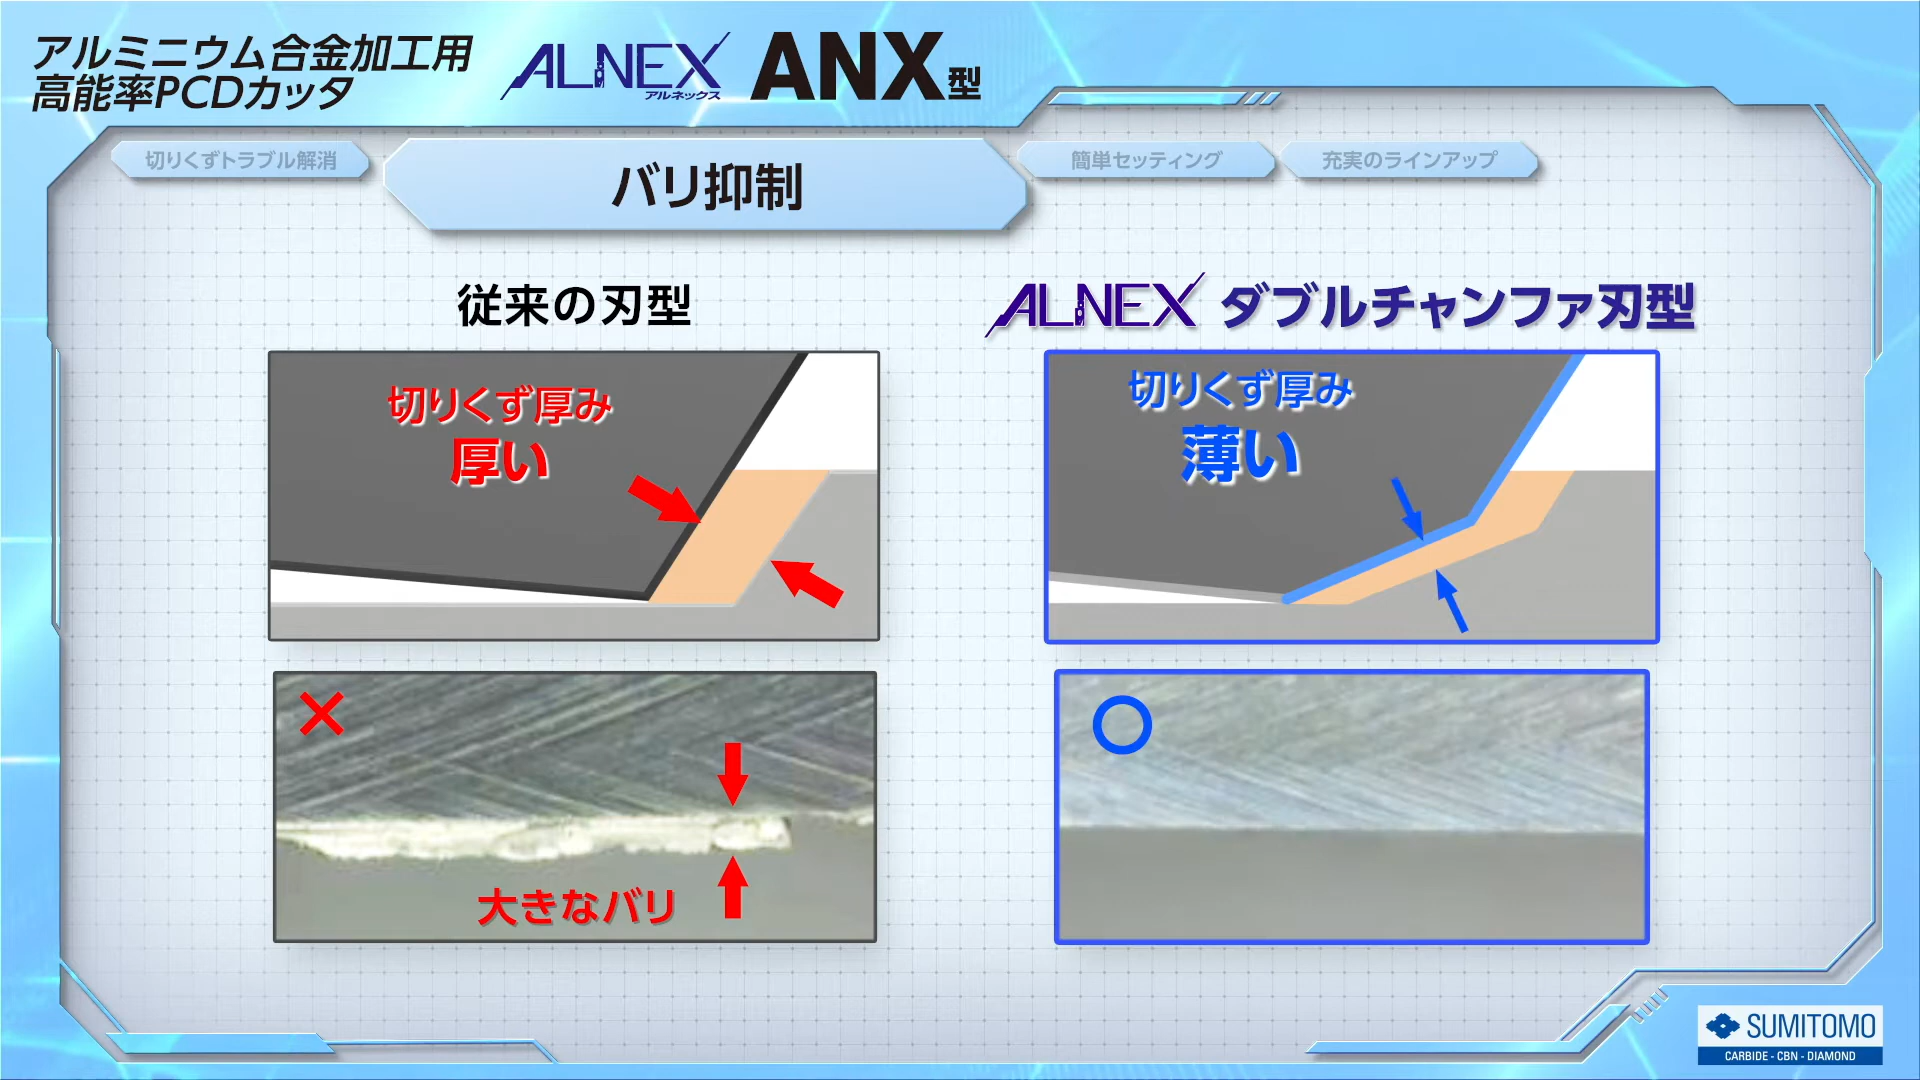 アルミニウム合金加工用
高能率PCDカッタ
ALNEX
アルネックス
ANX型
切りくずトラブル解消
バリ抑制
簡単セッティング
充実のラインアップ
従来の刃型
ALNEX ダブルチャンファ刃型
切りくず厚み
厚い
切りくず厚み
薄い
大きなバリ
SUMITOMO
CARBIDE - CBN - DIAMOND